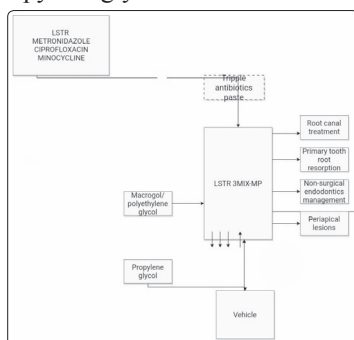 LSTR
METRONIDAZOLE
CIPROFLOXACIN
MINOCYCLINE
Tripple
antibiotics
paste
Root canal
treatment
Primary tooth
root
resorption
LSTR 3MIX-MP
Macrogol/
polyethylene
glycol
Non-surgical
endodontics
management
Periapical
lesions
Propylene
glycol
Vehicle